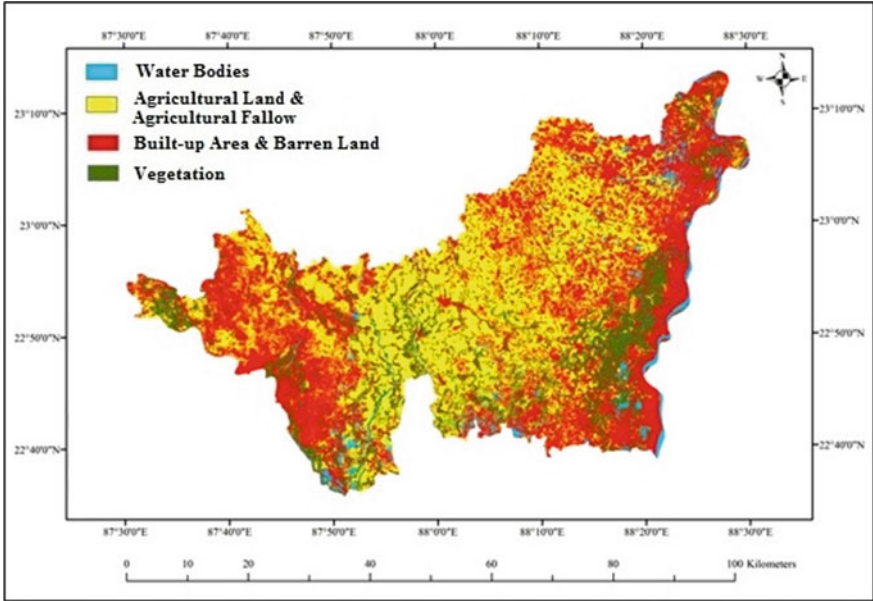 87°30'0"E 87°40'0"E 87°50'0"E 88°0'0"E 88°10'0"E 88°20'0"E 88°30'0"E
Water Bodies
Agricultural Land &
Agricultural Fallow
Built-up Area & Barren Land
Vegetation
N
W E
S
23°10'0"N 23°10'0"N
23°0'0"N 23°0'0"N
22°50'0"N 22°50'0"N
22°40'0"N 22°40'0"N
87°30'0"E 87°40'0"E 87°50'0"E 88°0'0"E 88°10'0"E 88°20'0"E 88°30'0"E
0 10 20 40 60 80 100 Kilometers